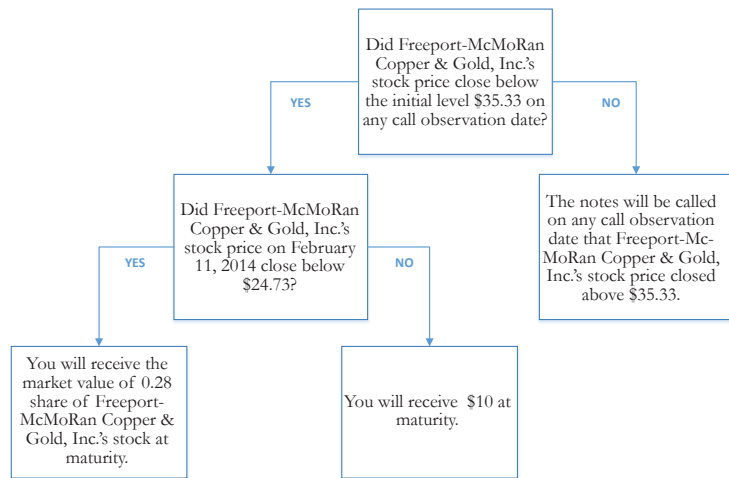 Did Freeport-McMoRan
Copper & Gold, Inc.'s
stock price close below
the initial level $35.33 on
any call observation date?
YES
NO
Did Freeport-McMoRan
Copper & Gold, Inc.'s
stock price on February
11, 2014 close below
$24.73?
The notes will be called
on any call observation
date that Freeport-Mc-
MoRan Copper & Gold,
Inc.'s stock price closed
above $35.33.
YES
NO
You will receive the
market value of 0.28
share of Freeport-
McMoRan Copper &
Gold, Inc.'s stock at
maturity.
You will receive $10 at
maturity.